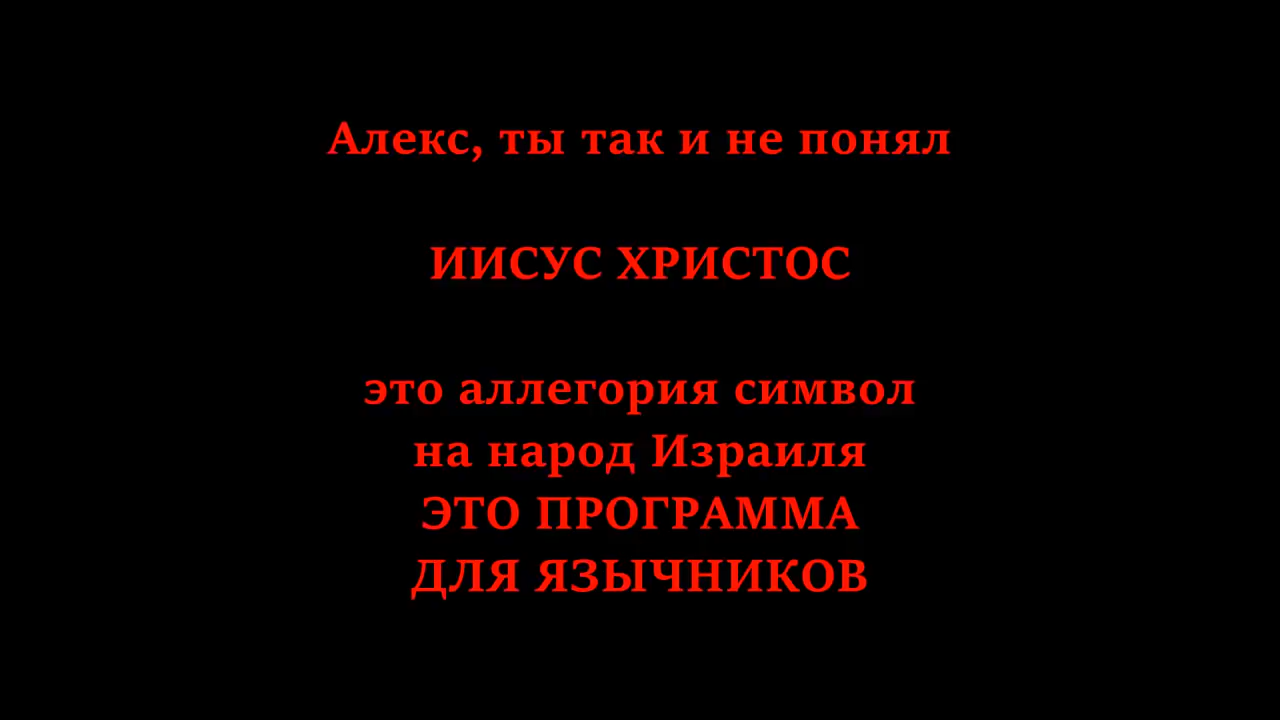 Алекс, ты так и не понял
ИИСУС ХРИСТОС
это аллегория символ
на народ Израиля
ЭТО ПРОГРАММА
ДЛЯ ЯЗЫЧНИКОВ